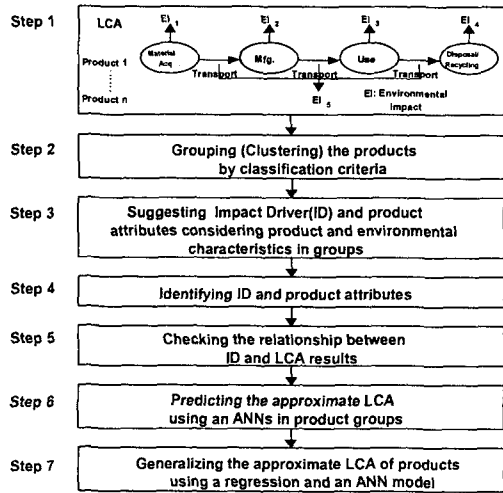 Step 1
LCA
EI 1
EI 2
EI 3
EI 4
Material Acq
Mfg.
Use
Disposal/ Recycling
Product 1
Transport
Transport
Transport
Product n
EI 5
EI: Environmental
Impact
Step 2
Grouping (Clustering) the products
by classification criteria
Step 3
Suggesting Impact Driver(ID) and product
attributes considering product and environmental
characteristics in groups
Step 4
Identifying ID and product attributes
Step 5
Checking the relationship between
ID and LCA results
Step 6
Predicting the approximate LCA
using an ANNs in product groups
Step 7
Generalizing the approximate LCA of products
using a regression and an ANN model